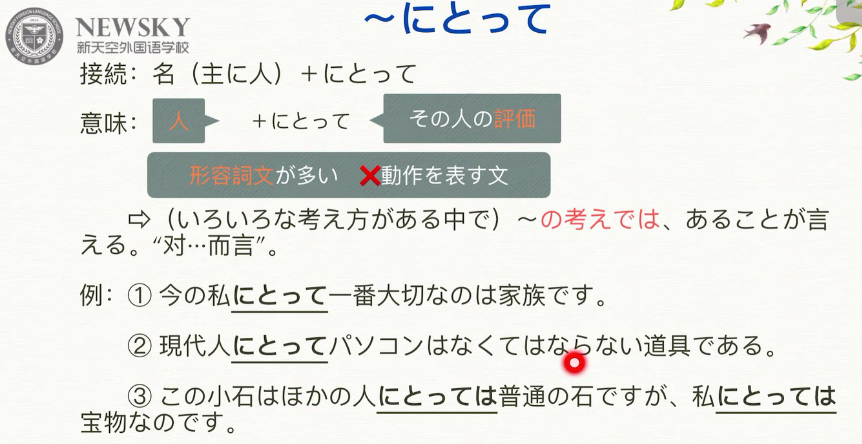 ～にとって
NEWSKY
新天空外国语学校
接続：名（主に人）＋にとって
意味： 人 ＋にとって その人の評価
形容詞文が多い ❌動作を表す文
⇨（いろいろな考え方がある中で）～の考えでは、あることが言
える。“对…而言”。
例：① 今の私にとって一番大切なのは家族です。
② 現代人にとってパソコンはなくてはならない道具である。
③ この小石はほかの人にとっては普通の石ですが、私にとっては
宝物なのです。